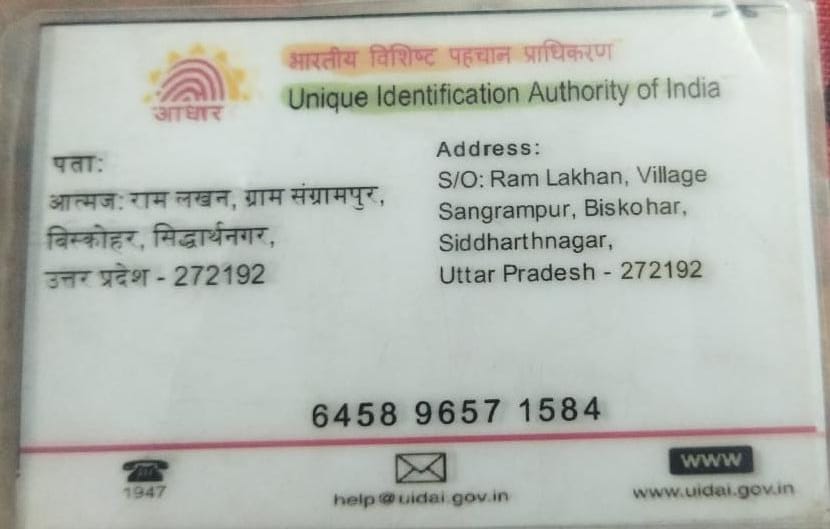 भारतीय विशिष्ट पहचान प्राधिकरण
Unique Identification Authority of India
आधार
पता:
आत्मज: राम लखन, ग्राम संग्रामपुर,
बिस्कोहर, सिद्धार्थनगर,
उत्तर प्रदेश - 272192
Address:
S/O: Ram Lakhan, Village
Sangrampur, Biskohar,
Siddharthnagar,
Uttar Pradesh - 272192
6458 9657 1584
1947
help@uidai.gov.in
www
www.uidai.gov.in